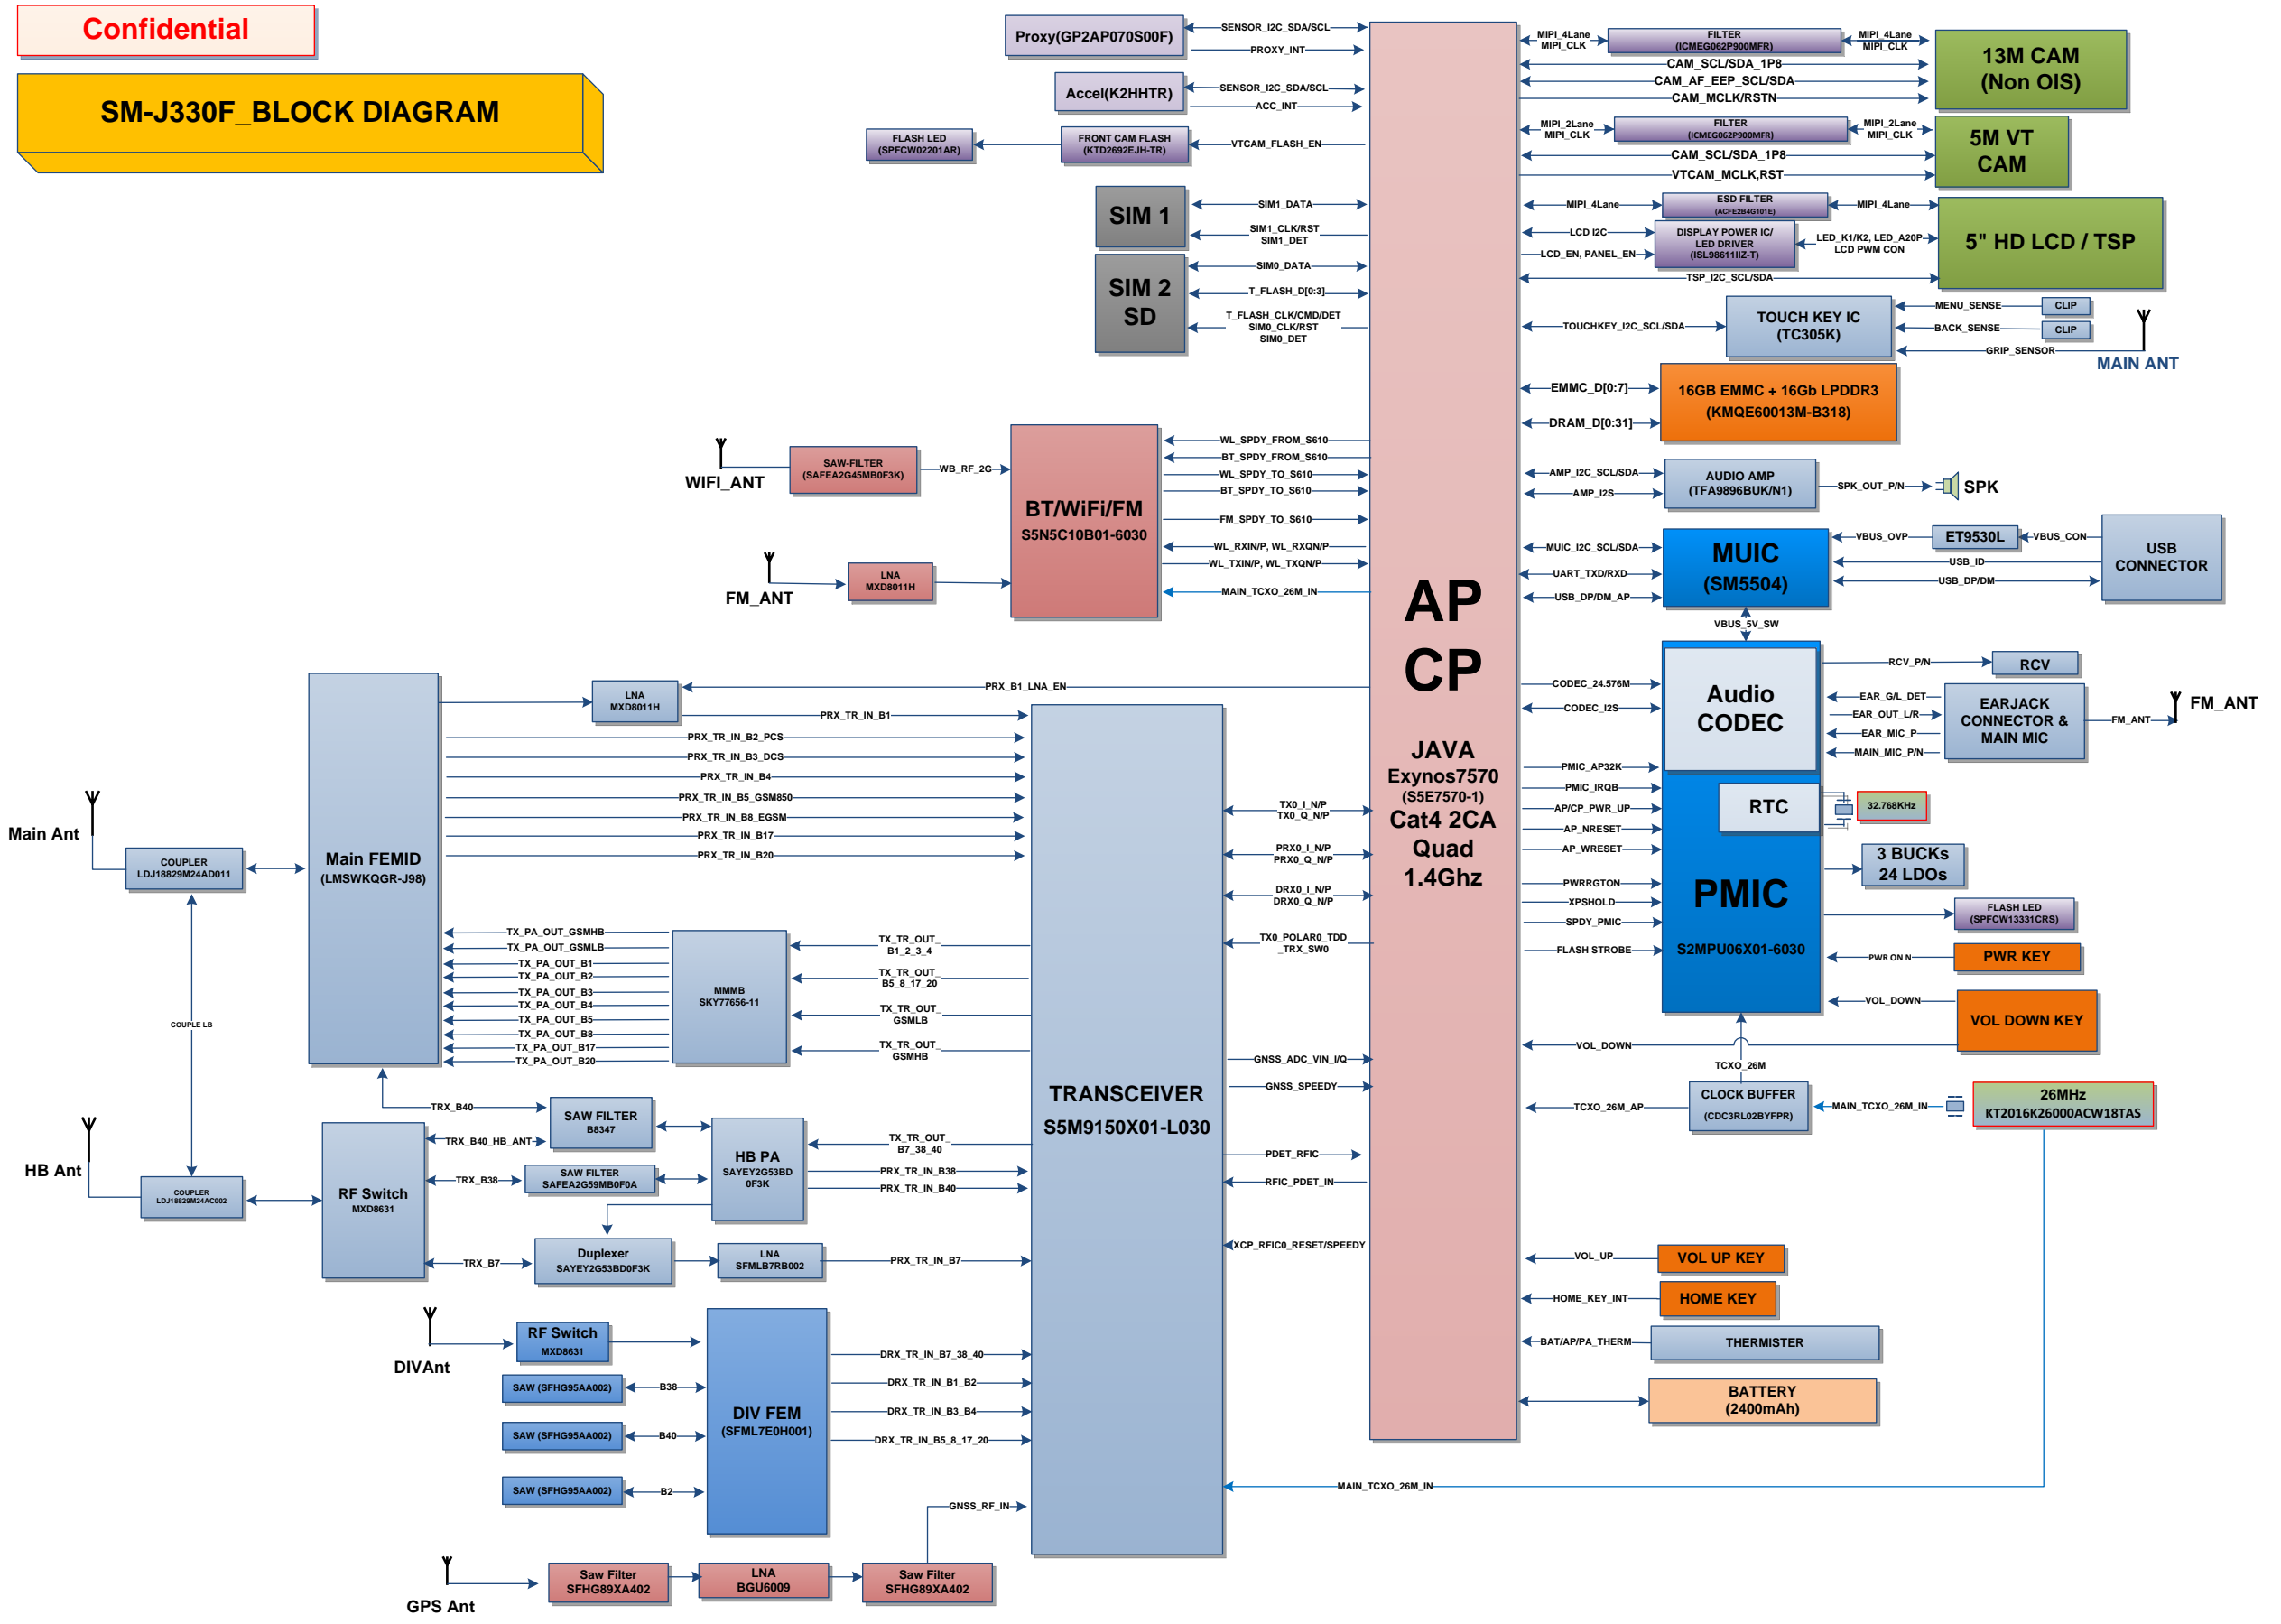 Confidential
SM-J330F_BLOCK DIAGRAM
Proxy(GP2AP070S00F)
SENSOR_I2C_SDA/SCL
PROXY_INT
Accel(K2HHTR)
SENSOR_I2C_SDA/SCL
ACC_INT
FLASH LED
(SPFCW02201AR)
FRONT CAM FLASH
(KTD2692EJH-TR)
VTCAM_FLASH_EN
SIM 1
SIM1_DATA
SIM1_CLK/RST
SIM1_DET
SIM 2
SD
SIM0_DATA
T_FLASH_D[0:3]
T_FLASH_CLK/CMD/DET
SIM0_CLK/RST
SIM0_DET
WIFI_ANT
SAW-FILTER
(SAFEA2G45MB0F3K)
WB_RF_2G
BT/WiFi/FM
S5N5C10B01-6030
WL_SPDY_FROM_S610
BT_SPDY_FROM_S610
WL_SPDY_TO_S610
BT_SPDY_TO_S610
FM_SPDY_TO_S610
WL_RXIN/P, WL_RXQN/P
WL_TXIN/P, WL_TXQN/P
MAIN_TCXO_26M_IN
FM_ANT
LNA
MXD8011H
AP
CP
JAVA
Exynos7570
(S5E7570-1)
Cat4 2CA
Quad
1.4Ghz
MIPI_4Lane
MIPI_CLK
FILTER
(ICMEG062P900MFR)
MIPI_4Lane
MIPI_CLK
CAM_SCL/SDA_1P8
CAM_AF_EEP_SCL/SDA
CAM_MCLK/RSTN
13M CAM
(Non OIS)
MIPI_2Lane
MIPI_CLK
FILTER
(ICMEG062P900MFR)
MIPI_2Lane
MIPI_CLK
CAM_SCL/SDA_1P8
VTCAM_MCLK,RST
5M VT
CAM
MIPI_4Lane
ESD FILTER
(ACFE2B4G101E)
MIPI_4Lane
LCD I2C
LCD_EN, PANEL_EN
DISPLAY POWER IC/
LED DRIVER
(ISL98611IIZ-T)
LED_K1/K2, LED_A20P
LCD PWM CON
TSP_I2C_SCL/SDA
5" HD LCD / TSP
TOUCHKEY_I2C_SCL/SDA
TOUCH KEY IC
(TC305K)
MENU_SENSE
CLIP
BACK_SENSE
CLIP
GRIP_SENSOR
MAIN ANT
EMMC_D[0:7]
DRAM_D[0:31]
16GB EMMC + 16Gb LPDDR3
(KMQE60013M-B318)
AMP_I2C_SCL/SDA
AMP_I2S
AUDIO AMP
(TFA9896BUK/N1)
SPK_OUT_P/N
SPK
MUIC_I2C_SCL/SDA
UART_TXD/RXD
USB_DP/DM_AP
MUIC
(SM5504)
VBUS_OVP
ET9530L
VBUS_CON
USB_ID
USB_DP/DM
USB
CONNECTOR
VBUS_5V_SW
CODEC_24.576M
CODEC_I2S
Audio
CODEC
RCV_P/N
RCV
EAR_G/L_DET
EAR_OUT_L/R
EAR_MIC_P
MAIN_MIC_P/N
EARJACK
CONNECTOR &
MAIN MIC
FM_ANT
FM_ANT
PMIC_AP32K
PMIC_IRQB
AP/CP_PWR_UP
AP_NRESET
AP_WRESET
PWRRGTON
XPSHOLD
SPDY_PMIC
FLASH STROBE
RTC
32.768KHz
PMIC
S2MPU06X01-6030
3 BUCKs
24 LDOs
FLASH LED
(SPFCW13331CRS)
PWR ON N
PWR KEY
VOL_DOWN
VOL DOWN KEY
VOL_DOWN
TCXO_26M
TCXO_26M_AP
CLOCK BUFFER
(CDC3RL02BYFPR)
MAIN_TCXO_26M_IN
26MHz
KT2016K26000ACW18TAS
VOL_UP
VOL UP KEY
HOME_KEY_INT
HOME KEY
BAT/AP/PA_THERM
THERMISTER
BATTERY
(2400mAh)
MAIN_TCXO_26M_IN
Main Ant
COUPLER
LDJ18829M24AD011
COUPLE LB
HB Ant
COUPLER
LDJ18829M24AC002
Main FEMID
(LMSWKQGR-J98)
LNA
MXD8011H
PRX_B1_LNA_EN
PRX_TR_IN_B1
PRX_TR_IN_B2_PCS
PRX_TR_IN_B3_DCS
PRX_TR_IN_B4
PRX_TR_IN_B5_GSM850
PRX_TR_IN_B8_EGSM
PRX_TR_IN_B17
PRX_TR_IN_B20
TX_PA_OUT_GSMHB
TX_PA_OUT_GSMLB
TX_PA_OUT_B1
TX_PA_OUT_B2
TX_PA_OUT_B3
TX_PA_OUT_B4
TX_PA_OUT_B5
TX_PA_OUT_B8
TX_PA_OUT_B17
TX_PA_OUT_B20
MMMB
SKY77656-11
TX_TR_OUT_
B1_2_3_4
TX_TR_OUT_
B5_8_17_20
TX_TR_OUT_
GSMLB
TX_TR_OUT_
GSMHB
TRANSCEIVER
S5M9150X01-L030
TX0_I_N/P
TX0_Q_N/P
PRX0_I_N/P
PRX0_Q_N/P
DRX0_I_N/P
DRX0_Q_N/P
TX0_POLAR0_TDD
_TRX_SW0
GNSS_ADC_VIN_I/Q
GNSS_SPEEDY
PDET_RFIC
RFIC_PDET_IN
XCP_RFIC0_RESET/SPEEDY
TRX_B40
SAW FILTER
B8347
RF Switch
MXD8631
TRX_B40_HB_ANT
TRX_B38
SAW FILTER
SAFEA2G59MB0F0A
HB PA
SAYEY2G53BD
0F3K
TX_TR_OUT_
B7_38_40
PRX_TR_IN_B38
PRX_TR_IN_B40
TRX_B7
Duplexer
SAYEY2G53BD0F3K
LNA
SFMLB7RB002
PRX_TR_IN_B7
DIVAnt
RF Switch
MXD8631
SAW (SFHG95AA002)
B38
SAW (SFHG95AA002)
B40
SAW (SFHG95AA002)
B2
DIV FEM
(SFML7E0H001)
DRX_TR_IN_B7_38_40
DRX_TR_IN_B1_B2
DRX_TR_IN_B3_B4
DRX_TR_IN_B5_8_17_20
GNSS_RF_IN
GPS Ant
Saw Filter
SFHG89XA402
LNA
BGU6009
Saw Filter
SFHG89XA402